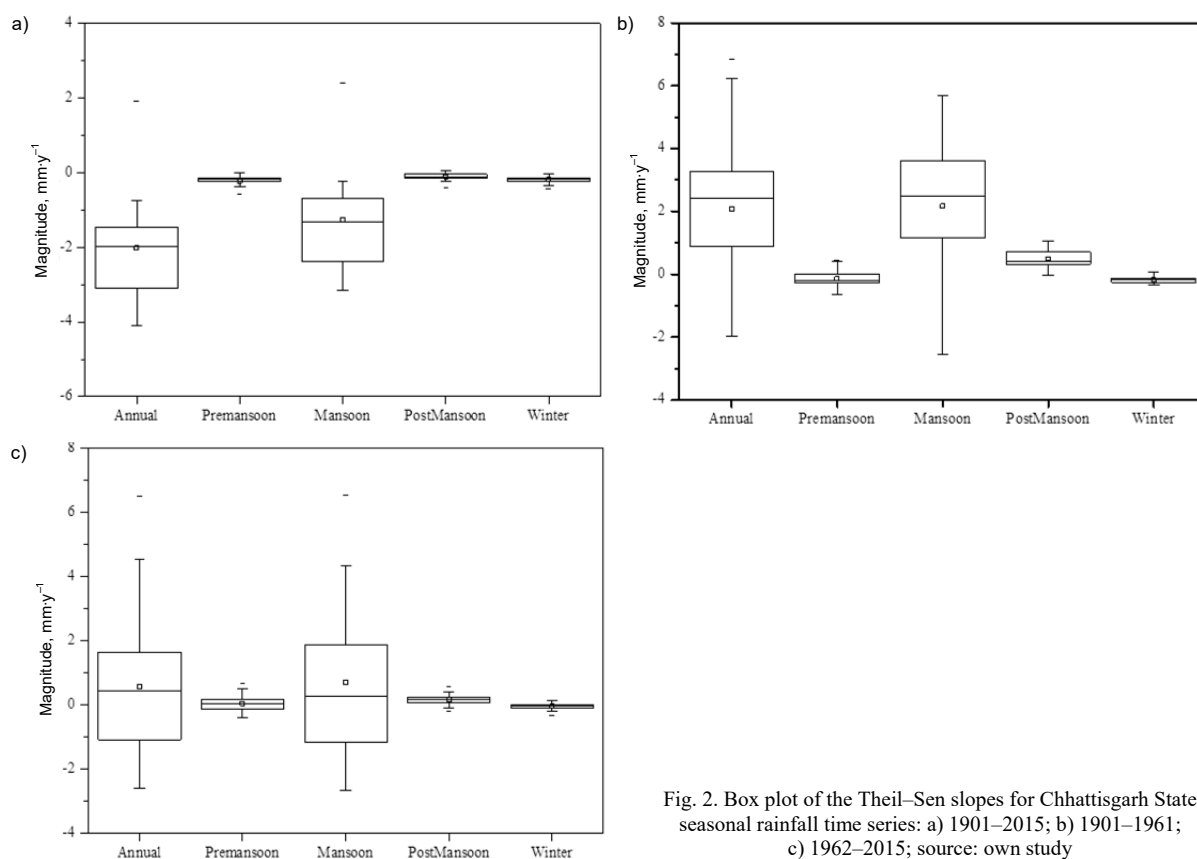 a)
4
2
0
-2
-4
-6
Magnitude, mm·y⁻¹
Annual Premansoon Mansoon PostMansoon Winter
b)
8
6
4
2
0
-2
-4
Magnitude, mm·y⁻¹
Annual Premansoon Mansoon PostMansoon Winter
c)
8
6
4
2
0
-2
-4
Magnitude, mm·y⁻¹
Annual Premansoon Mansoon PostMansoon Winter
Fig. 2. Box plot of the Theil–Sen slopes for Chhattisgarh State
seasonal rainfall time series: a) 1901–2015; b) 1901–1961;
c) 1962–2015; source: own study